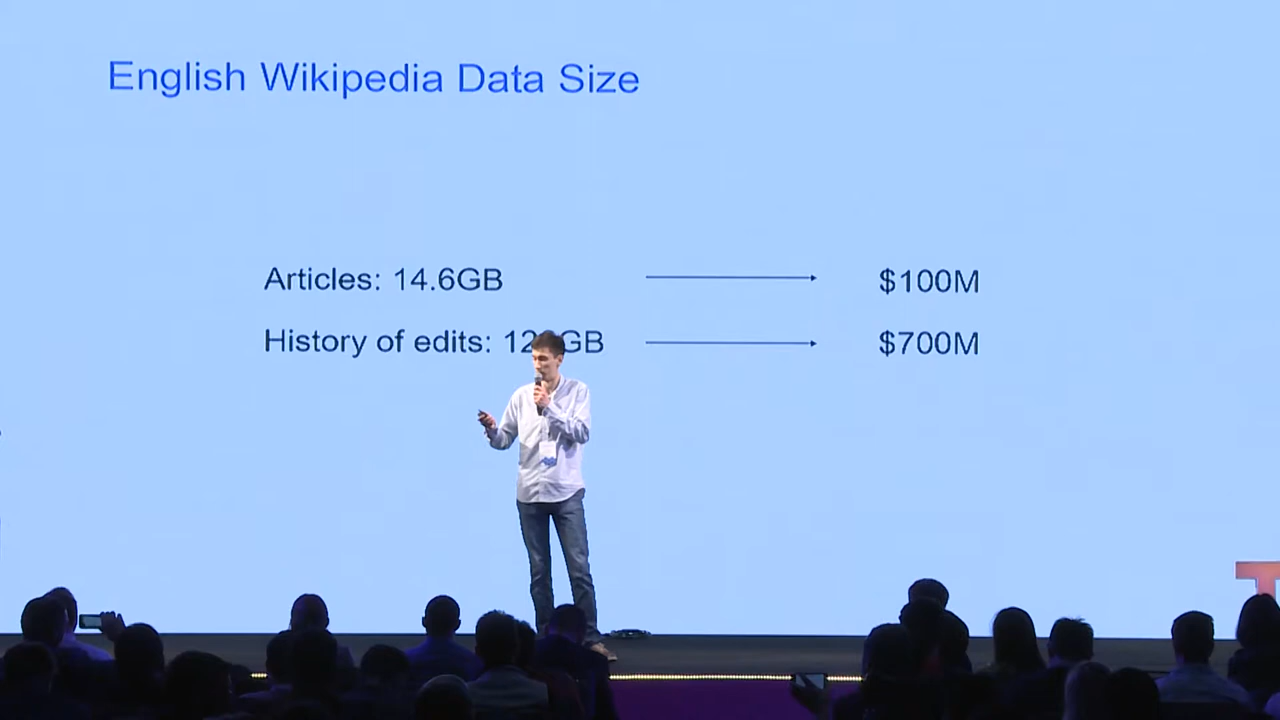 English Wikipedia Data Size
Articles: 14.6GB
$100M
History of edits:
$700M